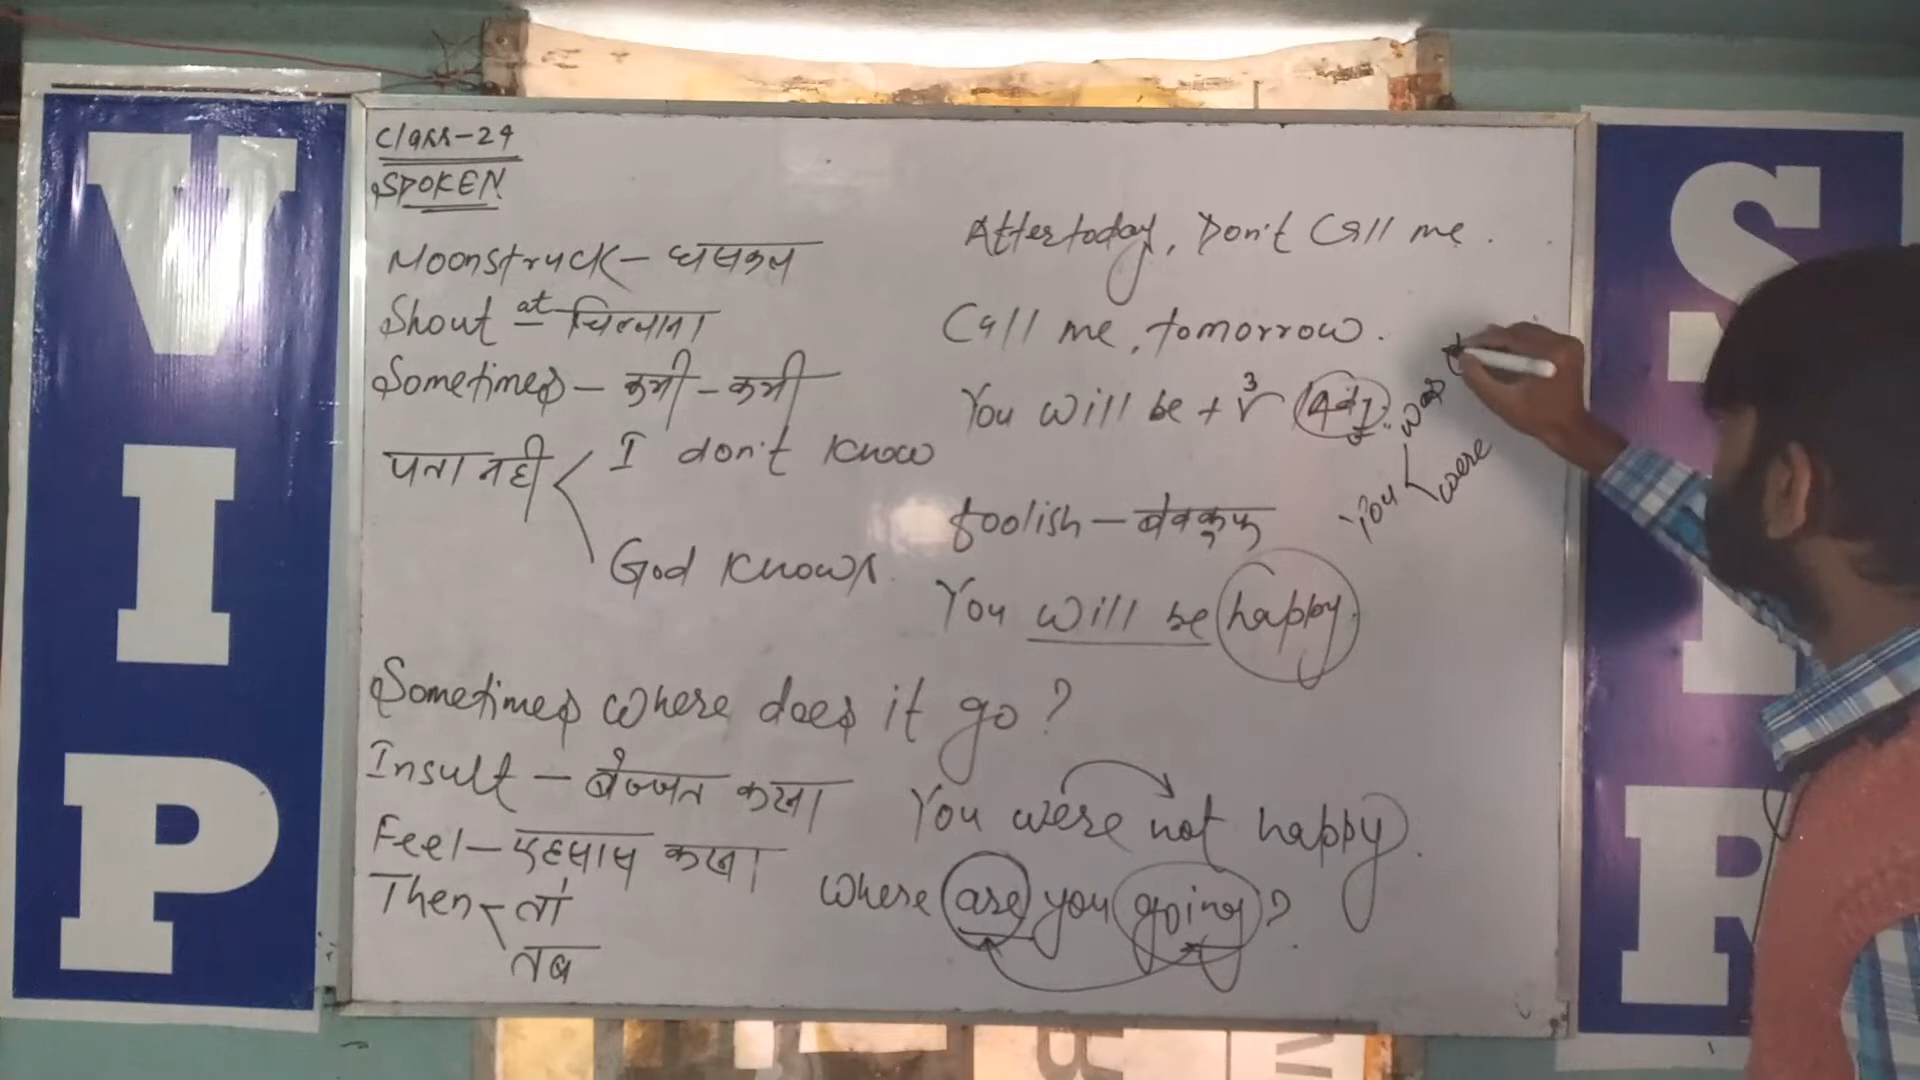 VIP
Class-24
SPOKEN
Moonstruck - धसकल
Shout at - चिल्लाना
Sometimes - कभी - कभी
पता नही
I don't know
God knows.
Sometimes where does it go?
Insult - बेज्जत करना
Feel - एहसास करना
Then - तो
तब
After today, Don't Call me.
Call me, tomorrow.
You will be + V3 Adj.
You
was
were
foolish - बेवकूफ
You will be happy.
You were not happy.
Where are you going?